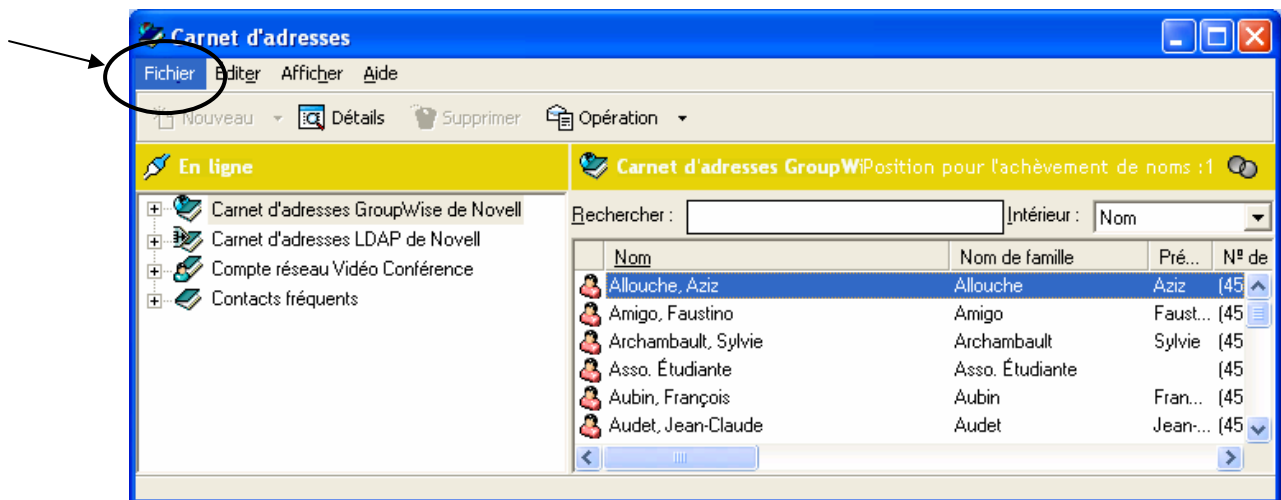 Carnet d'adresses
Fichier Editer Afficher Aide
Nouveau Détails Supprimer Opération
En ligne Carnet d'adresses GroupWiPosition pour l'achèvement de noms :1
Carnet d'adresses GroupWise de Novell
Carnet d'adresses LDAP de Novell
Compte réseau Vidéo Conférence
Contacts fréquents
Rechercher : Intérieur : Nom
Nom Nom de famille Pré... Nº de
Allouche, Aziz Allouche Aziz (45
Amigo, Faustino Amigo Faust... (45
Archambault, Sylvie Archambault Sylvie (45
Asso. Étudiante Asso. Étudiante (45
Aubin, François Aubin Fran... (45
Audet, Jean-Claude Audet Jean-... (45